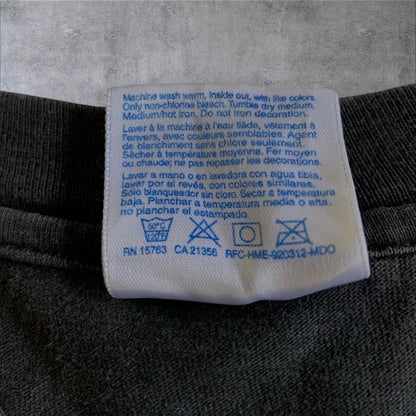 Machine wash warm, inside out, with like colors.
Only non-chlorine bleach. Tumble dry medium.
Medium/hot iron. Do not iron decoration.
Laver à la machine à l'eau tiède, vêtement à
l'envers, avec couleurs semblables. Agent
de blanchiment sans chlore seulement.
Sécher à température moyenne. Fer moyen
ou chaude; ne pas repasser les decorations.
Lavar a mano o en lavadora con agua tibia,
lavar por el revés, con colores similares.
Sólo blanqueador sin cloro. Secar a temperatura
baja. Planchar a temperatura media o alta,
no planchar el estampado.
50°C
120°F
RN 15763 CA 21356 RFC-HME-920312-MDO